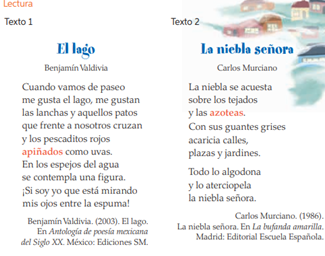 Lectura
Texto 1
El lago
Benjamín Valdivia
Cuando vamos de paseo
me gusta el lago, me gustan
las lanchas y aquellos patos
que frente a nosotros cruzan
y los pescaditos rojos
apiñados como uvas.
En los espejos del agua
se contempla una figura.
¡Si soy yo que está mirando
mis ojos entre la espuma!
Benjamín Valdivia. (2003). El lago.
En Antología de poesía mexicana
del Siglo XX. México: Ediciones SM.
Texto 2
La niebla señora
Carlos Murciano
La niebla se acuesta
sobre los tejados
y las azoteas.
Con sus guantes grises
acaricia calles,
plazas y jardines.
Todo lo algodona
y lo aterciopela
la niebla señora.
Carlos Murciano. (1986).
La niebla señora. En La bufanda amarilla.
Madrid: Editorial Escuela Española.